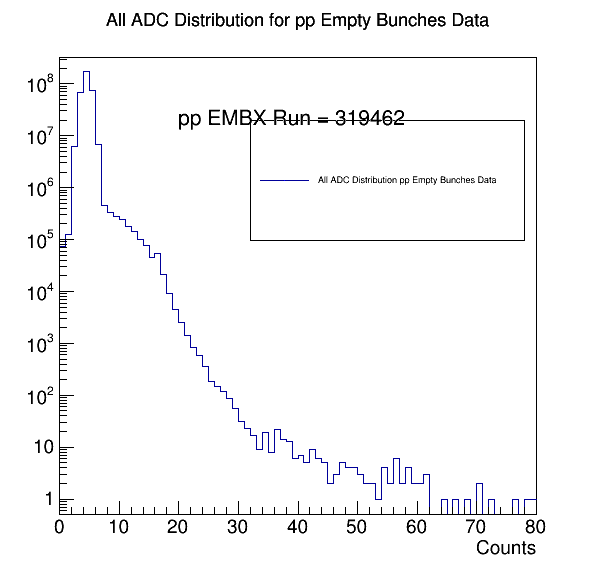 All ADC Distribution for pp Empty Bunches Data
pp EMBX Run = 319462
All ADC Distribution pp Empty Bunches Data
10^8
10^7
10^6
10^5
10^4
10^3
10^2
10
1
0 10 20 30 40 50 60 70 80
Counts